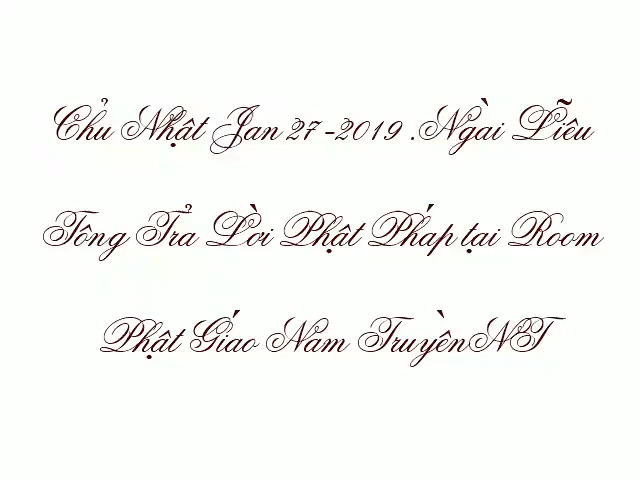 Chủ Nhật Jan 27-2019 .Ngài Liễu
Tông Trả Lời Phật Pháp tại Room
Phật Giáo Nam TruyềnNT